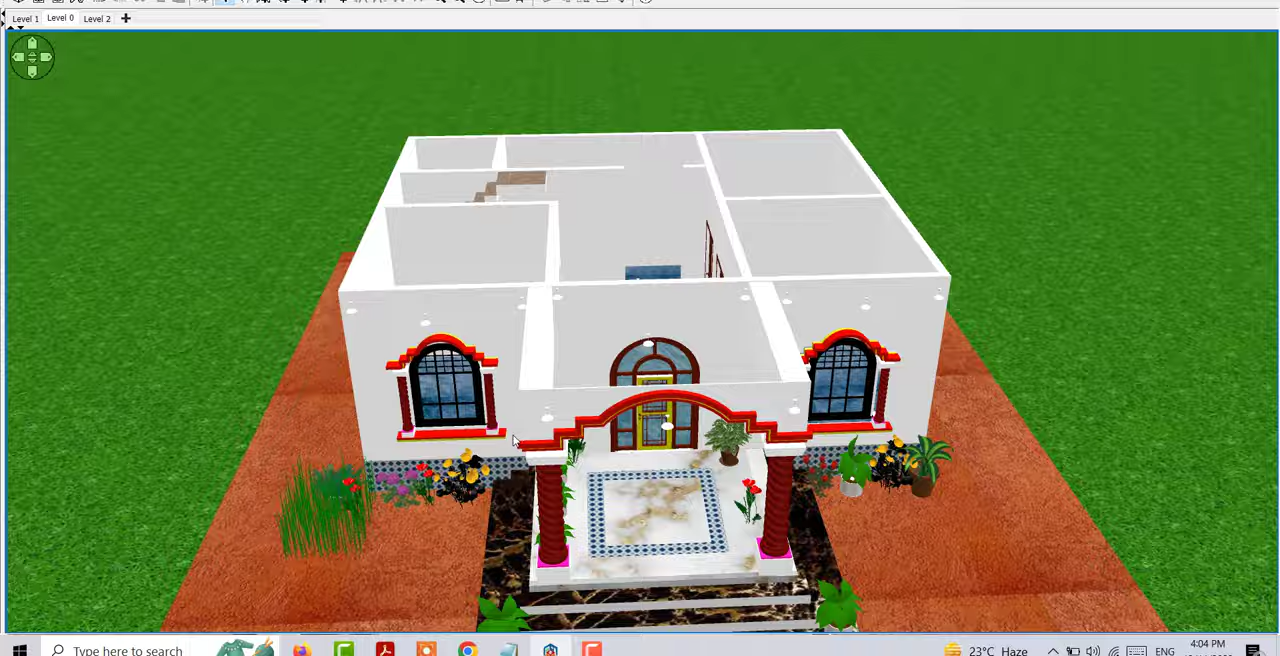 Level 1 Level 0 Level 2
Type here to search
23°C Haze
ENG
4:04 PM